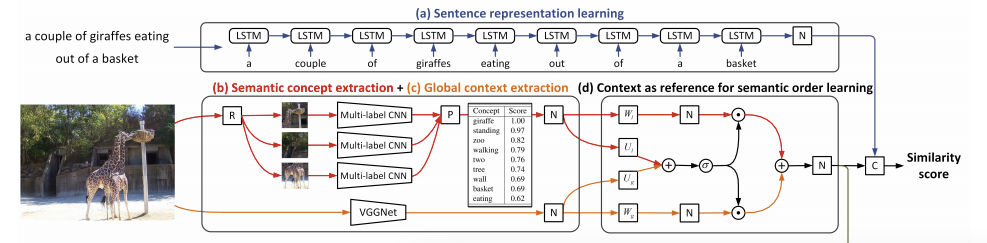 (a) Sentence representation learning
a couple of giraffes eating
out of a basket
LSTM LSTM LSTM LSTM LSTM LSTM LSTM LSTM LSTM N
a couple of giraffes eating out of a basket
(b) Semantic concept extraction + (c) Global context extraction
(d) Context as reference for semantic order learning
R
Multi-label CNN
Multi-label CNN
Multi-label CNN
P
Concept Score
giraffe 1.00
standing 0.97
zoo 0.82
walking 0.79
two 0.76
tree 0.74
wall 0.69
basket 0.69
eating 0.62
VGGNet
N
N
W_l N
U_l
U_g
W_g N
+ σ
+ N
C
Similarity
score